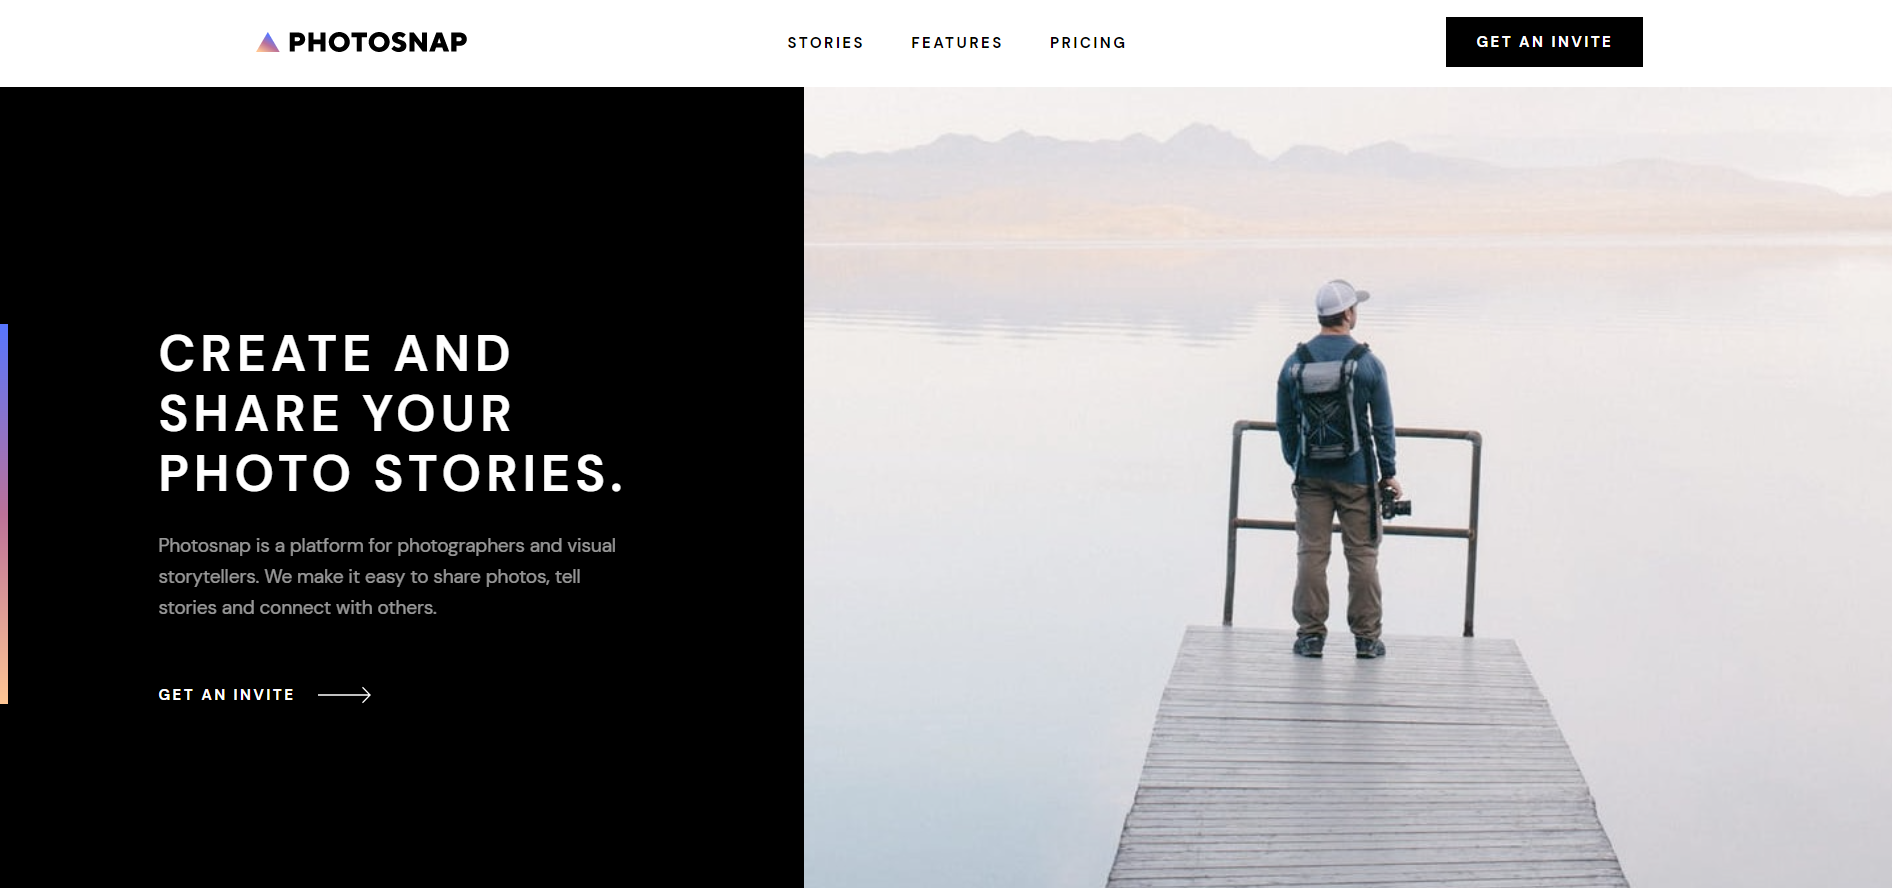 PHOTOSNAP
STORIES
FEATURES
PRICING
GET AN INVITE
CREATE AND
SHARE YOUR
PHOTO STORIES.
Photosnap is a platform for photographers and visual
storytellers. We make it easy to share photos, tell
stories and connect with others.
GET AN INVITE